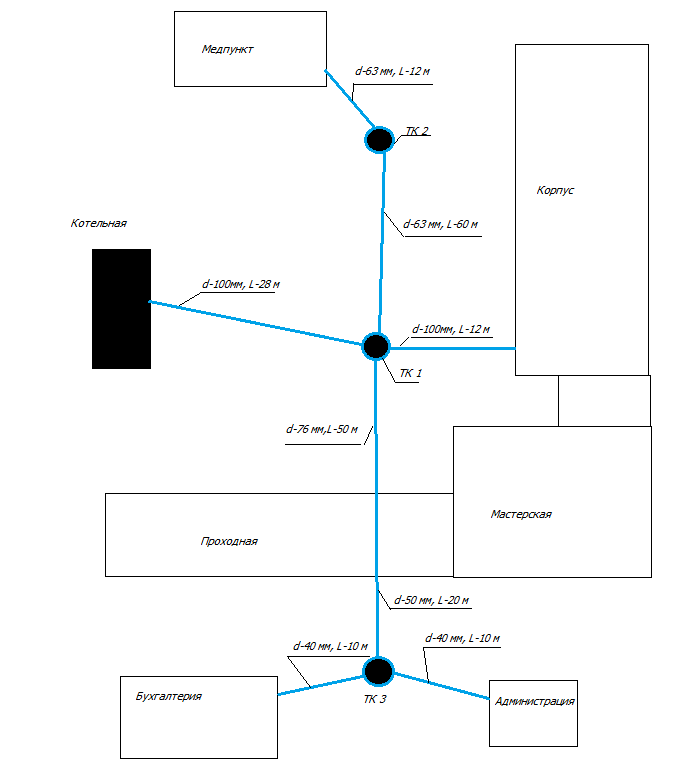 Медпункт
d-63 мм, L-12 м
ТК 2
Корпус
Котельная
d-63 мм, L-60 м
d-100мм, L-28 м
d-100мм, L-12 м
ТК 1
d-76 мм,L-50 м
Мастерская
Проходная
d-50 мм, L-20 м
d-40 мм, L-10 м
d-40 мм, L-10 м
Бухгалтерия
ТК 3
Администрация